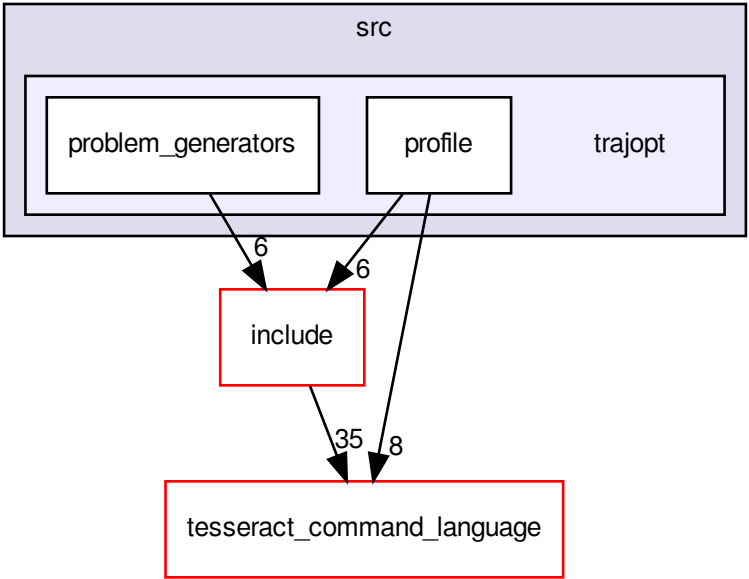 src
problem_generators
profile
trajopt
6
6
include
35
8
tesseract_command_language